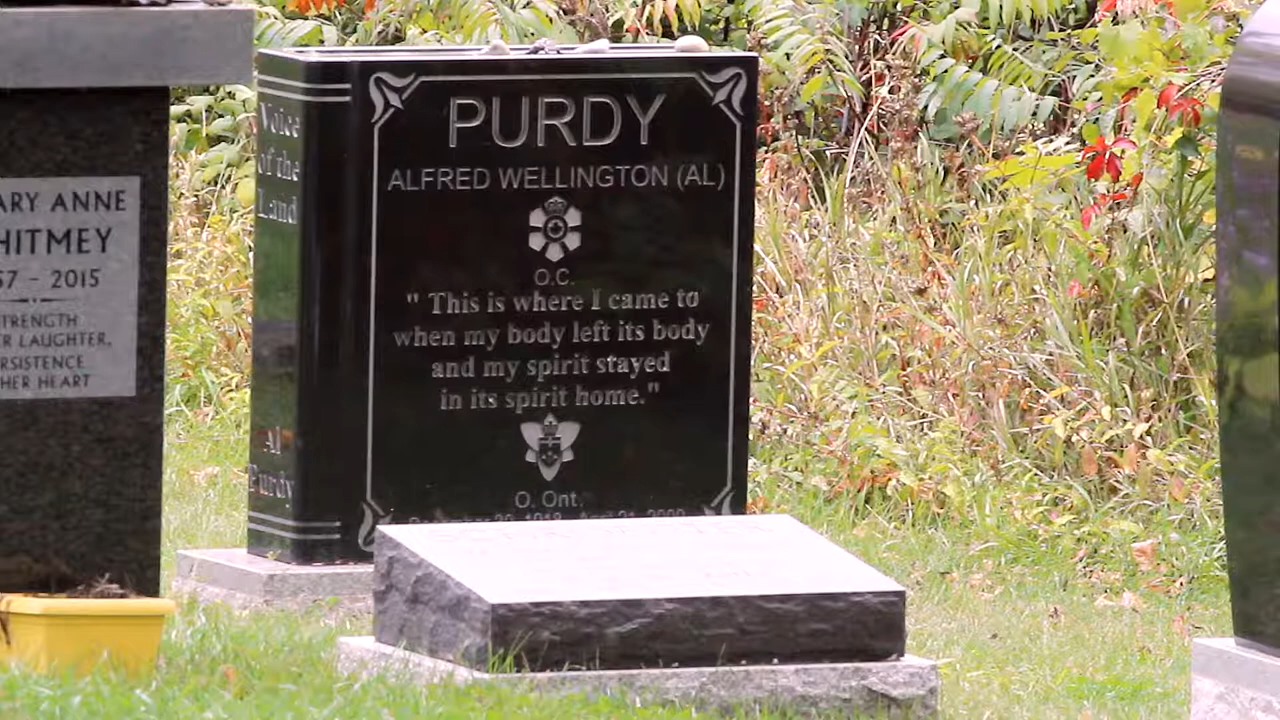 ARY ANNE
HITMEY
57 – 2015
TRENGTH
R LAUGHTER,
RSISTENCE
HER HEART
Voice
of the
Land
Al
Purdy
PURDY
ALFRED WELLINGTON (AL)
O.C.
" This is where I came to
when my body left its body
and my spirit stayed
in its spirit home."
O. Ont.